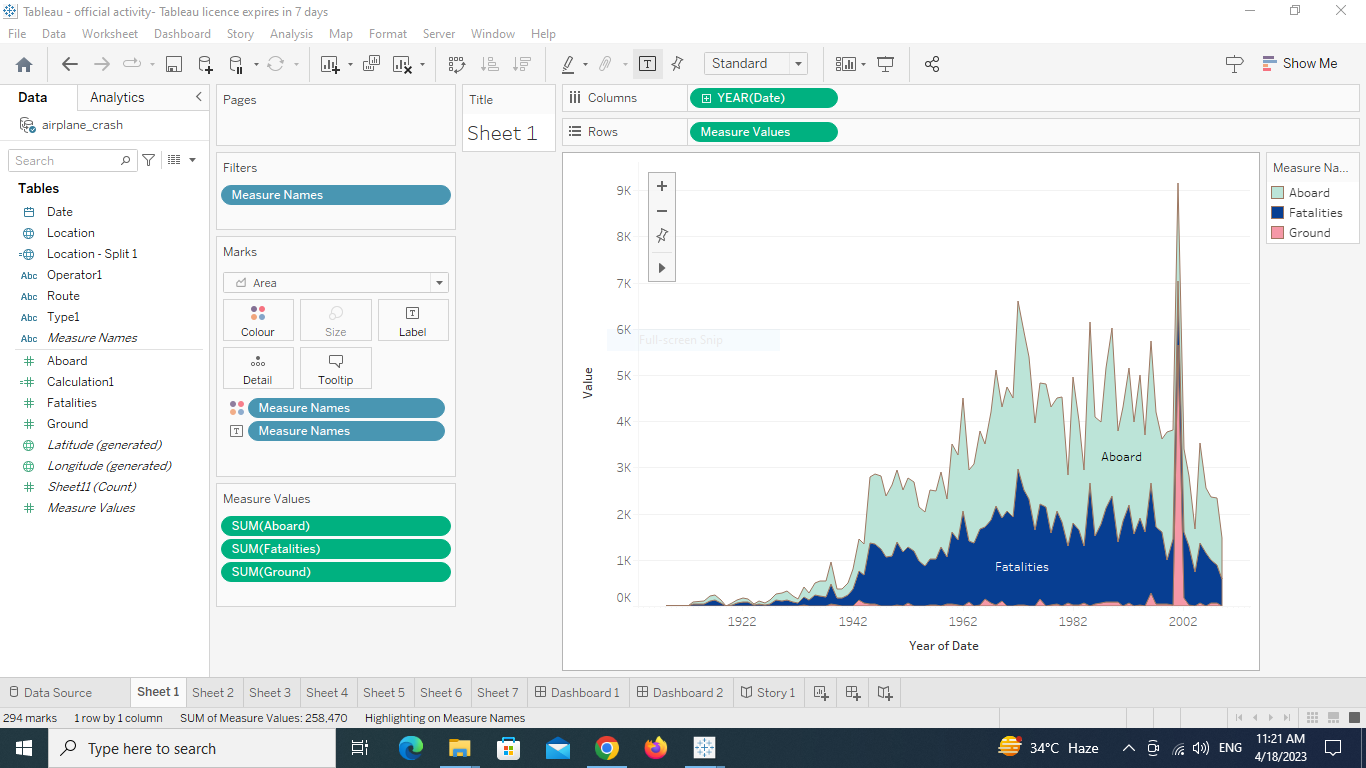 Tableau - official activity- Tableau licence expires in 7 days
File Data Worksheet Dashboard Story Analysis Map Format Server Window Help
Standard
Show Me
Data Analytics
airplane_crash
Search
Tables
Date
Location
Location - Split 1
Abc Operator1
Abc Route
Abc Type1
Abc Measure Names
Aboard
Calculation1
Fatalities
Ground
Latitude (generated)
Longitude (generated)
Sheet11 (Count)
Measure Values
Pages
Filters
Measure Names
Marks
Area
Colour Size Label
Detail Tooltip
Measure Names
Measure Names
Measure Values
SUM(Aboard)
SUM(Fatalities)
SUM(Ground)
Title
Sheet 1
Columns YEAR(Date)
Rows Measure Values
9K
8K
7K
6K
5K
4K
3K
2K
1K
0K
Value
Full-screen Snip
Aboard
Fatalities
1922 1942 1962 1982 2002
Year of Date
Measure Na...
Aboard
Fatalities
Ground
Data Source Sheet 1 Sheet 2 Sheet 3 Sheet 4 Sheet 5 Sheet 6 Sheet 7 Dashboard 1 Dashboard 2 Story 1
294 marks 1 row by 1 column SUM of Measure Values: 258,470 Highlighting on Measure Names
Type here to search
34°C Haze
ENG
11:21 AM
4/18/2023